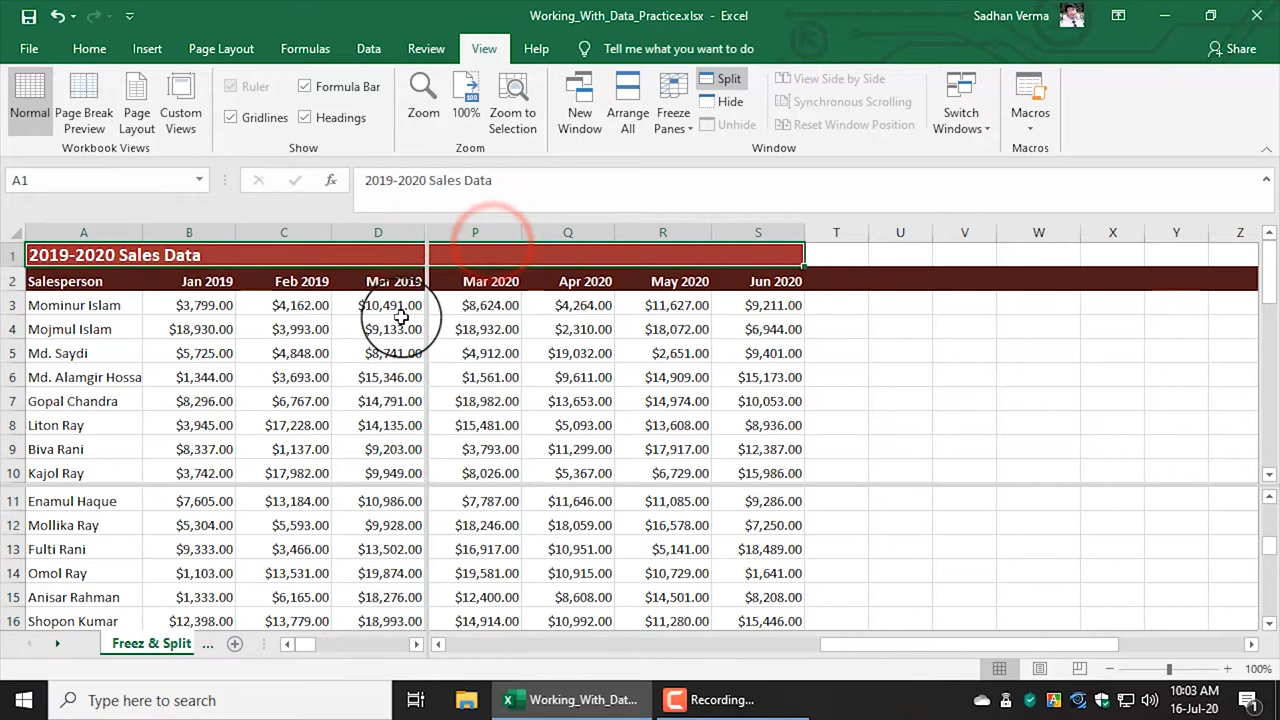 Working_With_Data_Practice.xlsx - Excel
Sadhan Verma
File Home Insert Page Layout Formulas Data Review View Help Tell me what you want to do Share
Normal Page Break Preview Page Layout Custom Views
Ruler Formula Bar
Gridlines Headings
Zoom 100% Zoom to Selection
New Window Arrange All Freeze Panes
Split
Hide
Unhide
View Side by Side
Synchronous Scrolling
Reset Window Position
Switch Windows Macros
Workbook Views Show Zoom Window Macros
A1 fx 2019-2020 Sales Data
A B C D P Q R S T U V W X Y Z
1 2019-2020 Sales Data
2 Salesperson Jan 2019 Feb 2019 Mar 2019 Mar 2020 Apr 2020 May 2020 Jun 2020
3 Mominur Islam $3,799.00 $4,162.00 $10,491.00 $8,624.00 $4,264.00 $11,627.00 $9,211.00
4 Mojmul Islam $18,930.00 $3,993.00 $9,133.00 $18,932.00 $2,310.00 $18,072.00 $6,944.00
5 Md. Saydi $5,725.00 $4,848.00 $8,741.00 $4,912.00 $19,032.00 $2,651.00 $9,401.00
6 Md. Alamgir Hossa $1,344.00 $3,693.00 $15,346.00 $1,561.00 $9,611.00 $14,909.00 $15,173.00
7 Gopal Chandra $8,296.00 $6,767.00 $14,791.00 $18,982.00 $13,653.00 $14,974.00 $10,053.00
8 Liton Ray $3,945.00 $17,228.00 $14,135.00 $15,481.00 $5,093.00 $13,608.00 $8,936.00
9 Biva Rani $8,337.00 $1,137.00 $9,203.00 $3,793.00 $11,299.00 $17,917.00 $12,387.00
10 Kajol Ray $3,742.00 $17,982.00 $9,949.00 $8,026.00 $5,367.00 $6,729.00 $15,986.00
11 Enamul Haque $7,605.00 $13,184.00 $10,986.00 $7,787.00 $11,646.00 $11,085.00 $9,286.00
12 Mollika Ray $5,304.00 $5,593.00 $9,928.00 $18,246.00 $18,059.00 $16,578.00 $7,250.00
13 Fulti Rani $9,333.00 $3,466.00 $13,502.00 $16,917.00 $10,951.00 $5,141.00 $18,489.00
14 Omol Ray $1,103.00 $13,531.00 $19,874.00 $19,581.00 $10,915.00 $10,729.00 $1,641.00
15 Anisar Rahman $1,333.00 $6,165.00 $18,276.00 $12,400.00 $8,608.00 $14,501.00 $8,208.00
16 Shopon Kumar $12,398.00 $13,779.00 $18,993.00 $14,914.00 $10,992.00 $11,280.00 $15,446.00
Freez & Split ...
100%
Type here to search Working_With_Dat... Recording...
10:03 AM
16-Jul-20
1